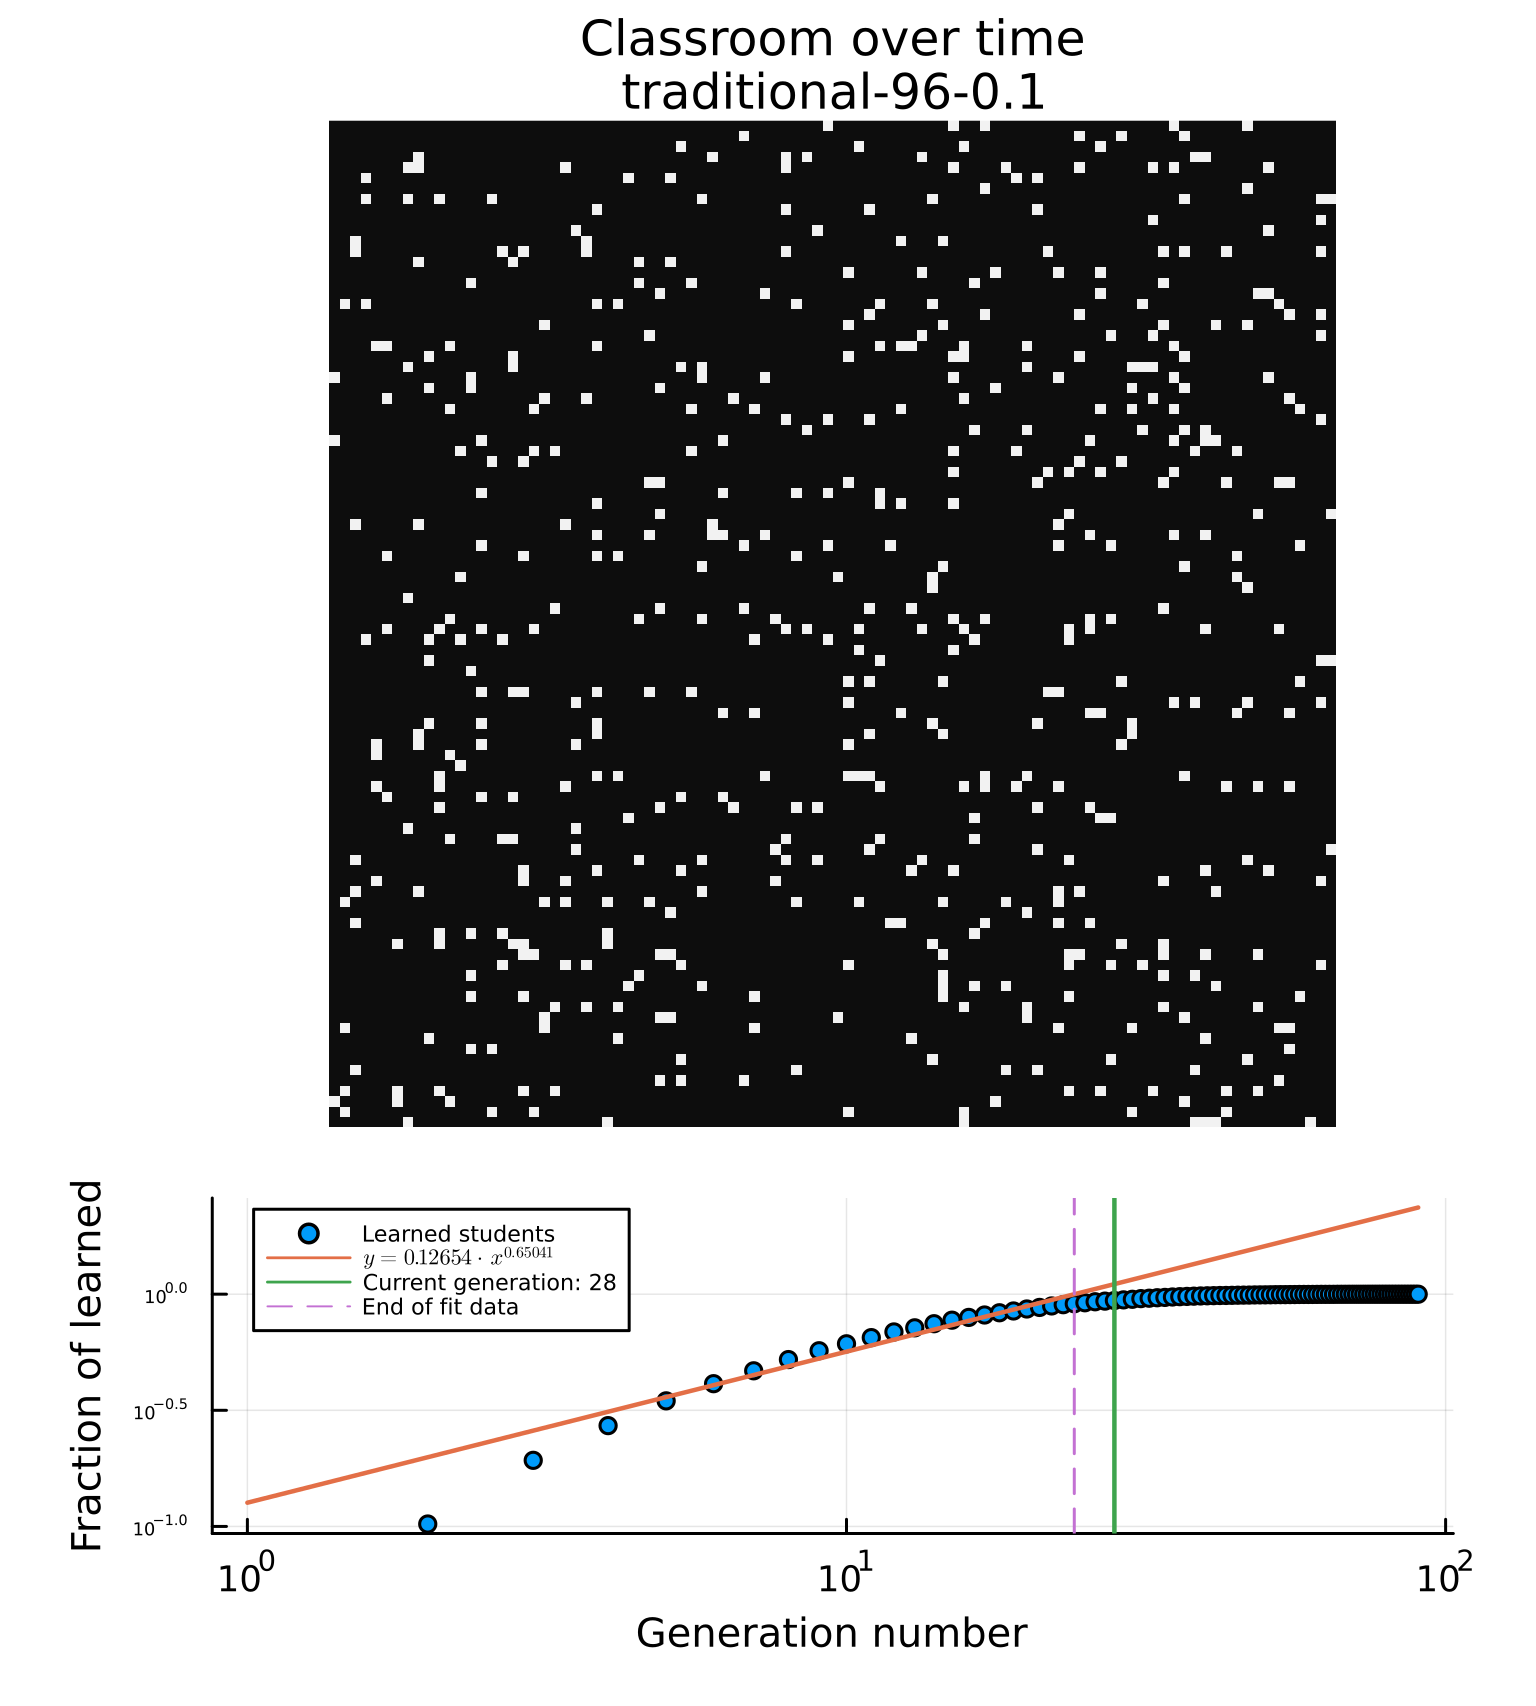 Classroom over time
traditional-96-0.1
Fraction of learned
Learned students
y = 0.12654 · x^0.65041
Current generation: 28
End of fit data
10^0.0
10^−0.5
10^−1.0
10^0 10^1 10^2
Generation number